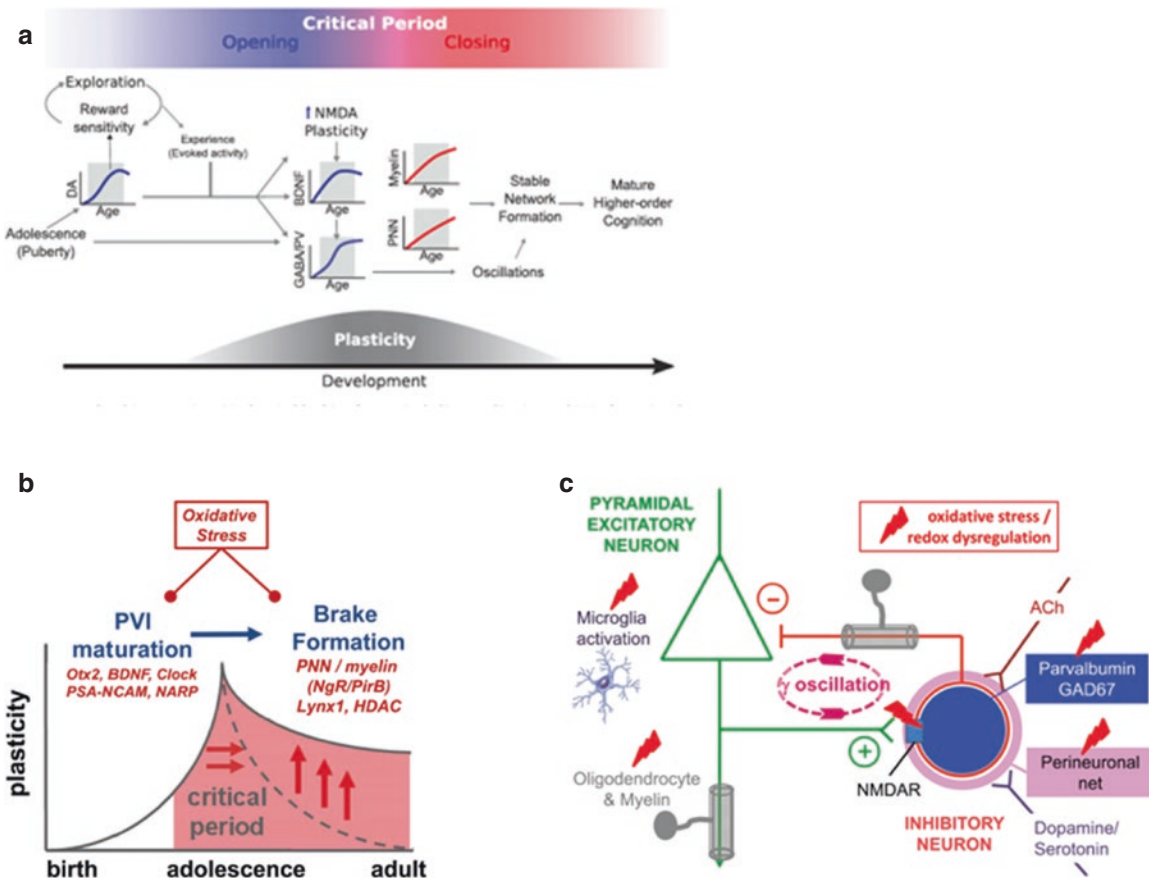 a
Critical Period
Opening
Closing
Exploration
Reward
sensitivity
Experience
(Evoked activity)
NMDA
Plasticity
DA
Age
BDNF
Age
Myelin
Age
PNN
Age
GABA/PV
Age
Adolescence
(Puberty)
Stable
Network
Formation
Mature
Higher-order
Cognition
Oscillations
Plasticity
Development
b
Oxidative
Stress
PVI
maturation
Otx2, BDNF, Clock
PSA-NCAM, NARP
Brake
Formation
PNN / myelin
(NgR/PirB)
Lynx1, HDAC
plasticity
critical
period
birth
adolescence
adult
c
PYRAMIDAL
EXCITATORY
NEURON
oxidative stress /
redox dysregulation
Microglia
activation
ACh
Parvalbumin
GAD67
oscillation
Oligodendrocyte
& Myelin
NMDAR
Perineuronal
net
INHIBITORY
NEURON
Dopamine/
Serotonin